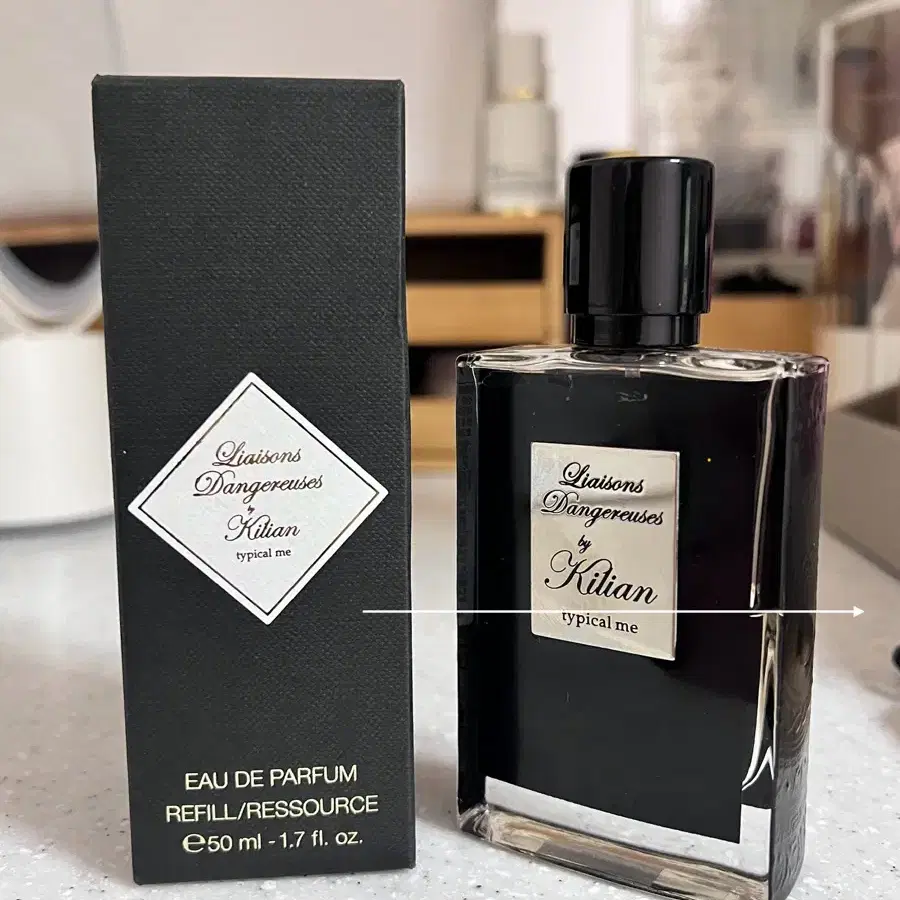 Liaisons
Dangereuses
by
Kilian
typical me
EAU DE PARFUM
REFILL/RESSOURCE
℮50 ml - 1.7 fl. oz.
Liaisons
Dangereuses
by
Kilian
typical me